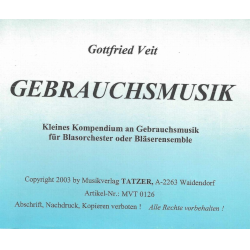 Gottfried Veit
GEBRAUCHSMUSIK
Kleines Kompendium an Gebrauchsmusik
für Blasorchester oder Bläserensemble
Copyright 2003 by Musikverlag TATZER, A-2263 Waidendorf
Artikel-Nr.: MVT 0126
Abschrift, Nachdruck, Kopieren verboten ! Alle Rechte vorbehalten !